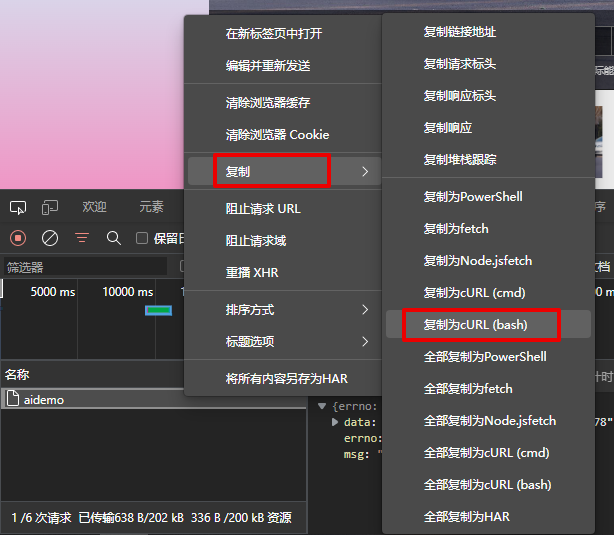 在新标签页中打开
编辑并重新发送
清除浏览器缓存
清除浏览器 Cookie
复制
阻止请求 URL
阻止请求域
重播 XHR
排序方式
标题选项
将所有内容另存为HAR
复制链接地址
复制请求标头
复制响应标头
复制响应
复制堆栈跟踪
复制为PowerShell
复制为fetch
复制为Node.jsfetch
复制为cURL (cmd)
复制为cURL (bash)
全部复制为PowerShell
全部复制为fetch
全部复制为Node.jsfetch
全部复制为cURL (cmd)
全部复制为cURL (bash)
全部复制为HAR
欢迎
元素
序
保留日
筛选器
文档
5000 ms
10000 ms
1
00 ms
名称
计时
aidemo
{errno:
data:
78"
errno:
msg: "
1 /6 次请求 已传输638 B/202 kB 336 B /200 kB 资源